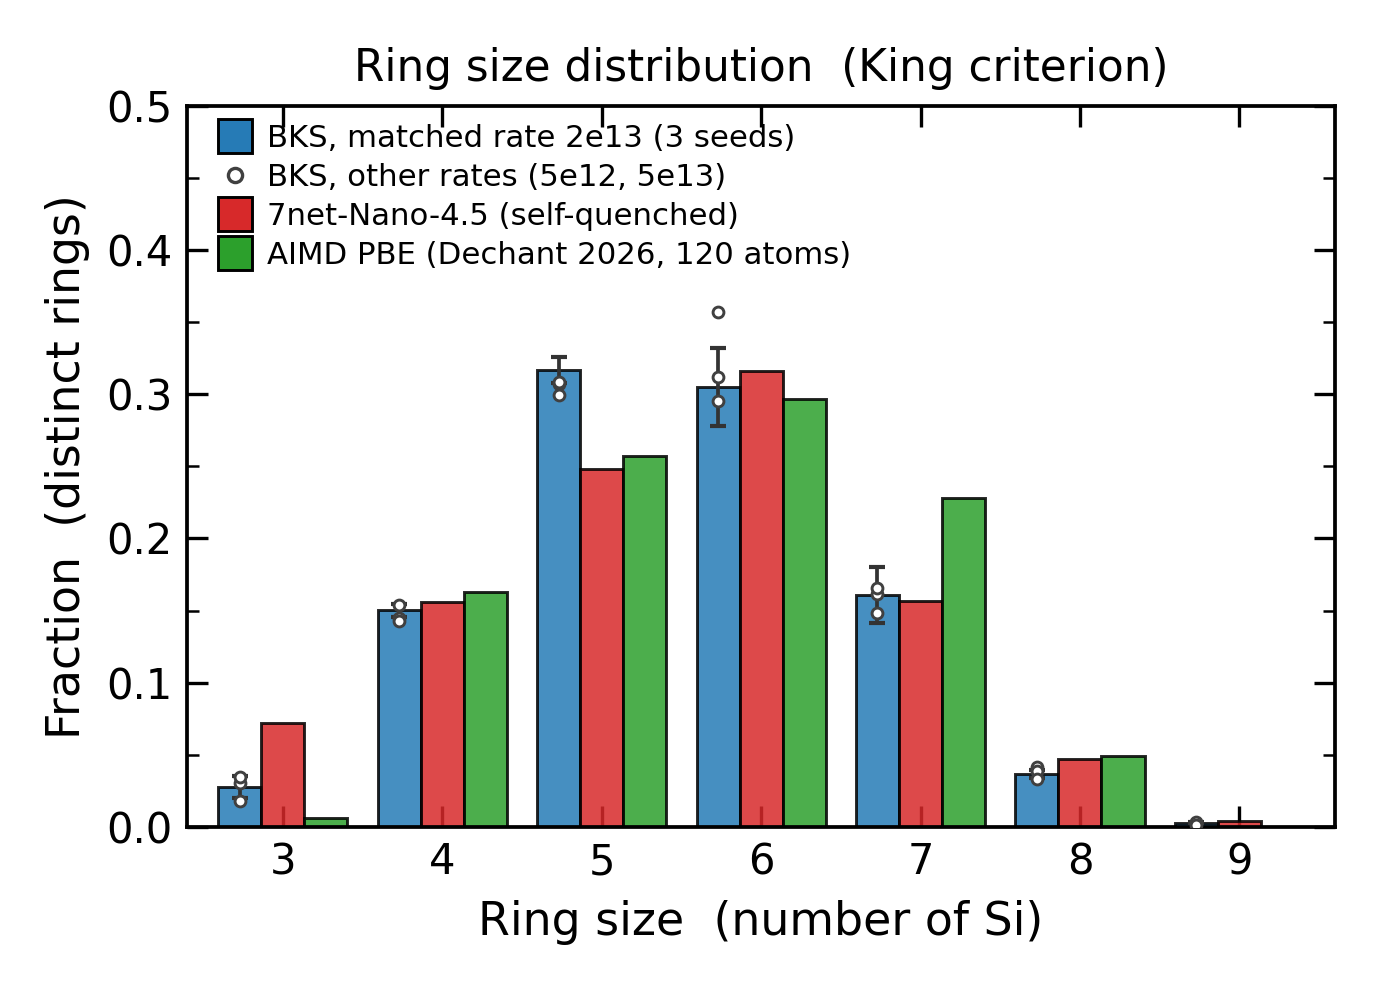 Ring size distribution (King criterion)
BKS, matched rate 2e13 (3 seeds)
BKS, other rates (5e12, 5e13)
7net-Nano-4.5 (self-quenched)
AIMD PBE (Dechant 2026, 120 atoms)
Fraction (distinct rings)
0.5
0.4
0.3
0.2
0.1
0.0
3 4 5 6 7 8 9
Ring size (number of Si)